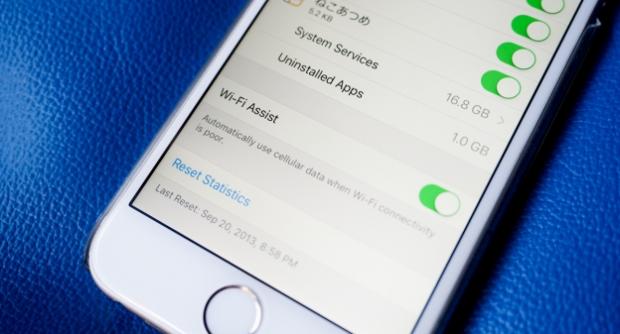 ねこあつめ
5.2 KB
System Services 16.8 GB
Uninstalled Apps 1.0 GB
Wi-Fi Assist
Automatically use cellular data when Wi-Fi connectivity
is poor.
Reset Statistics
Last Reset: Sep 20, 2013, 8:58 PM